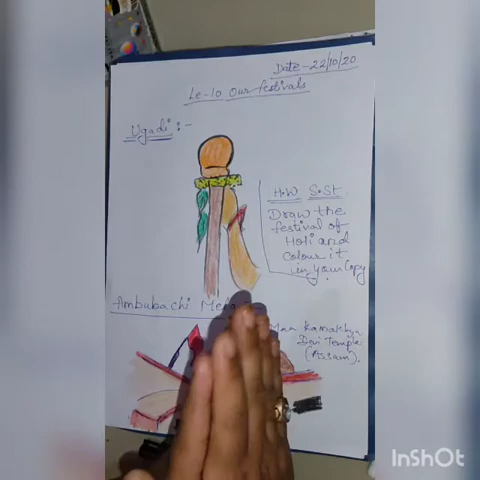 Date - 22/10/20
Le-10 Our festivals
Ugadi :-
H.W S.St
Draw the
festival of
Holi and
colour it
in your copy
Ambubachi Mela
Maa Kamakhya
Devi Temple
(Assam).
InShOt